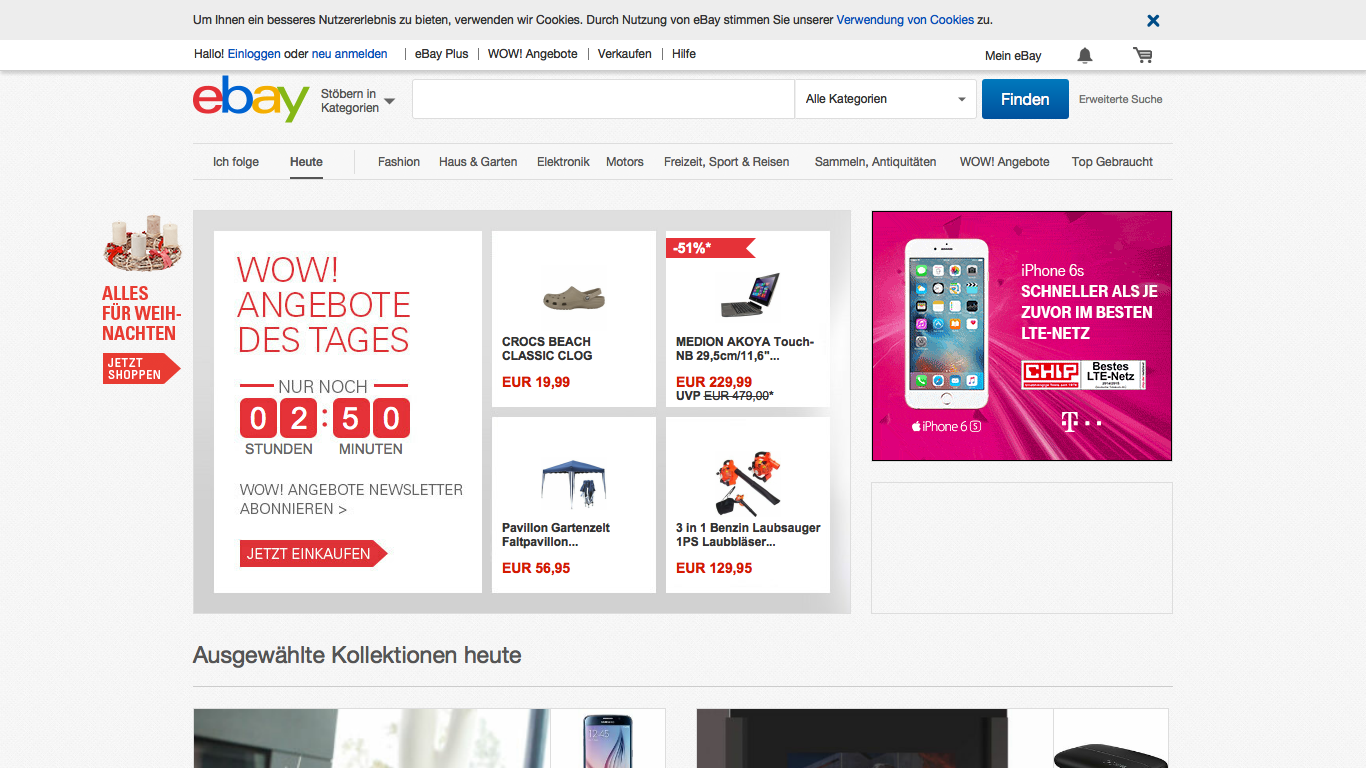 Um Ihnen ein besseres Nutzererlebnis zu bieten, verwenden wir Cookies. Durch Nutzung von eBay stimmen Sie unserer Verwendung von Cookies zu.
Hallo! Einloggen oder neu anmelden | eBay Plus | WOW! Angebote | Verkaufen | Hilfe
Mein eBay
ebay
Stöbern in
Kategorien
Alle Kategorien
Finden
Erweiterte Suche
Ich folge
Heute
Fashion
Haus & Garten
Elektronik
Motors
Freizeit, Sport & Reisen
Sammeln, Antiquitäten
WOW! Angebote
Top Gebraucht
ALLES
FÜR WEIH-
NACHTEN
JETZT
SHOPPEN
WOW!
ANGEBOTE
DES TAGES
NUR NOCH
02:50
STUNDEN MINUTEN
WOW! ANGEBOTE NEWSLETTER
ABONNIEREN >
JETZT EINKAUFEN
CROCS BEACH
CLASSIC CLOG
EUR 19,99
-51%*
MEDION AKOYA Touch-
NB 29,5cm/11,6"...
EUR 229,99
UVP EUR 479,00*
Pavillon Gartenzelt
Faltpavillon...
EUR 56,95
3 in 1 Benzin Laubsauger
1PS Laubbläser...
EUR 129,95
iPhone 6s
SCHNELLER ALS JE
ZUVOR IM BESTEN
LTE-NETZ
CHIP
Bestes
LTE-Netz
iPhone 6S
T
Ausgewählte Kollektionen heute
12:45